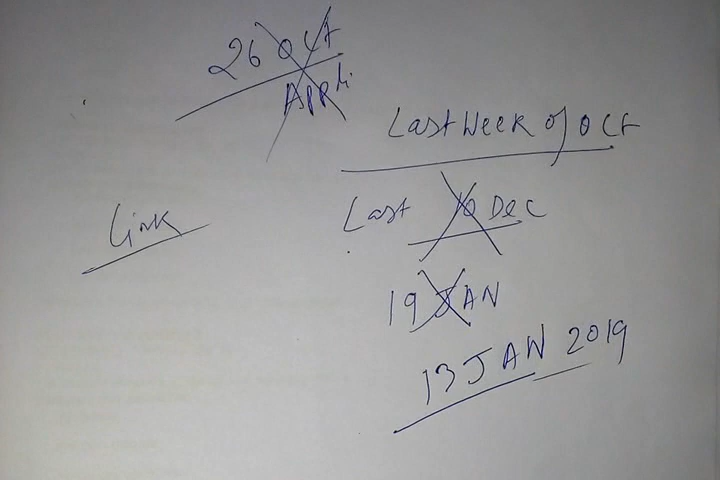 26 OCT
APRIL
Last Week of OCT
Link
Last 10 Dec
19 JAN
13 JAN 2019